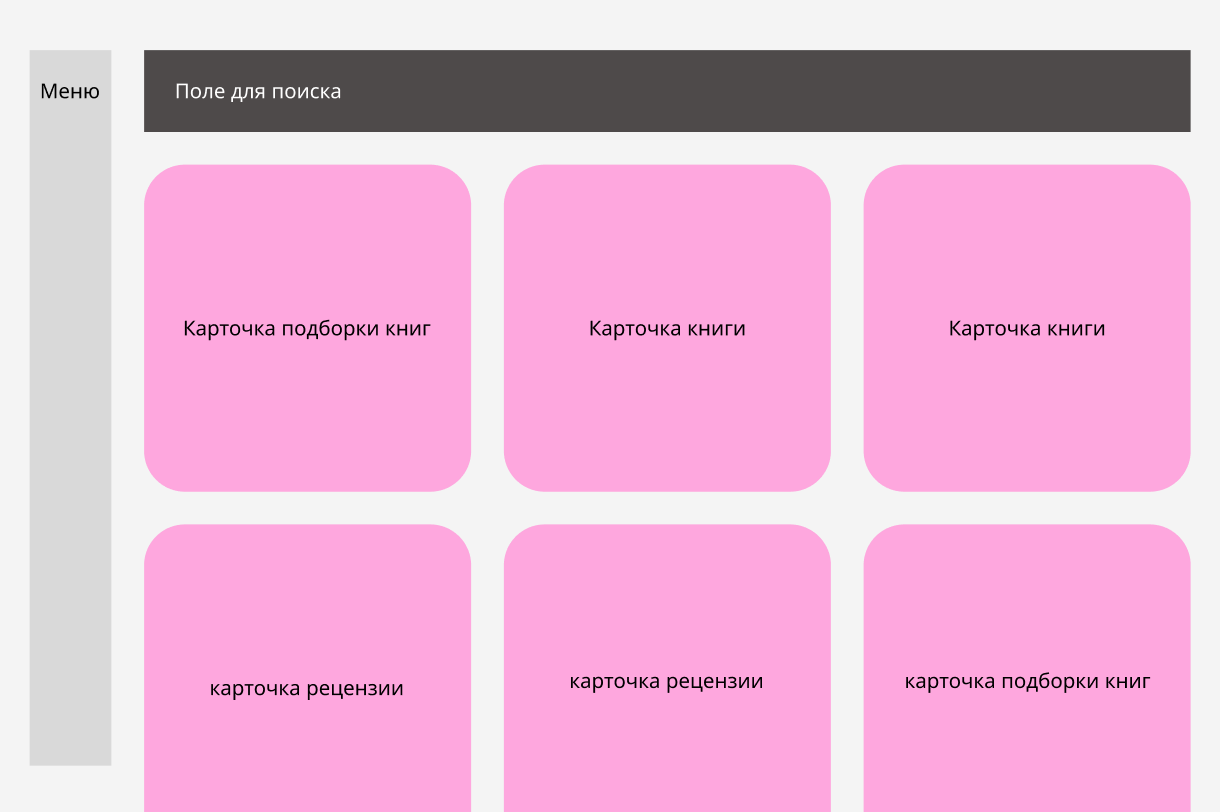 Меню
Поле для поиска
Карточка подборки книг
Карточка книги
Карточка книги
карточка рецензии
карточка рецензии
карточка подборки книг